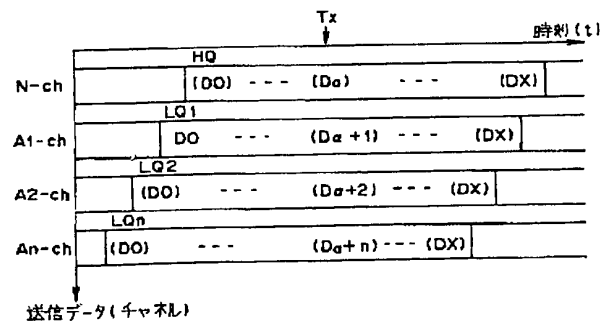 Tx
時刻(t)
HQ
N-ch (D0) --- (Dα) --- (DX)
LQ1
A1-ch D0 --- (Dα+1) --- (DX)
LQ2
A2-ch (D0) --- (Dα+2) --- (DX)
LQn
An-ch (D0) --- (Dα+n) --- (DX)
送信データ(チャネル)